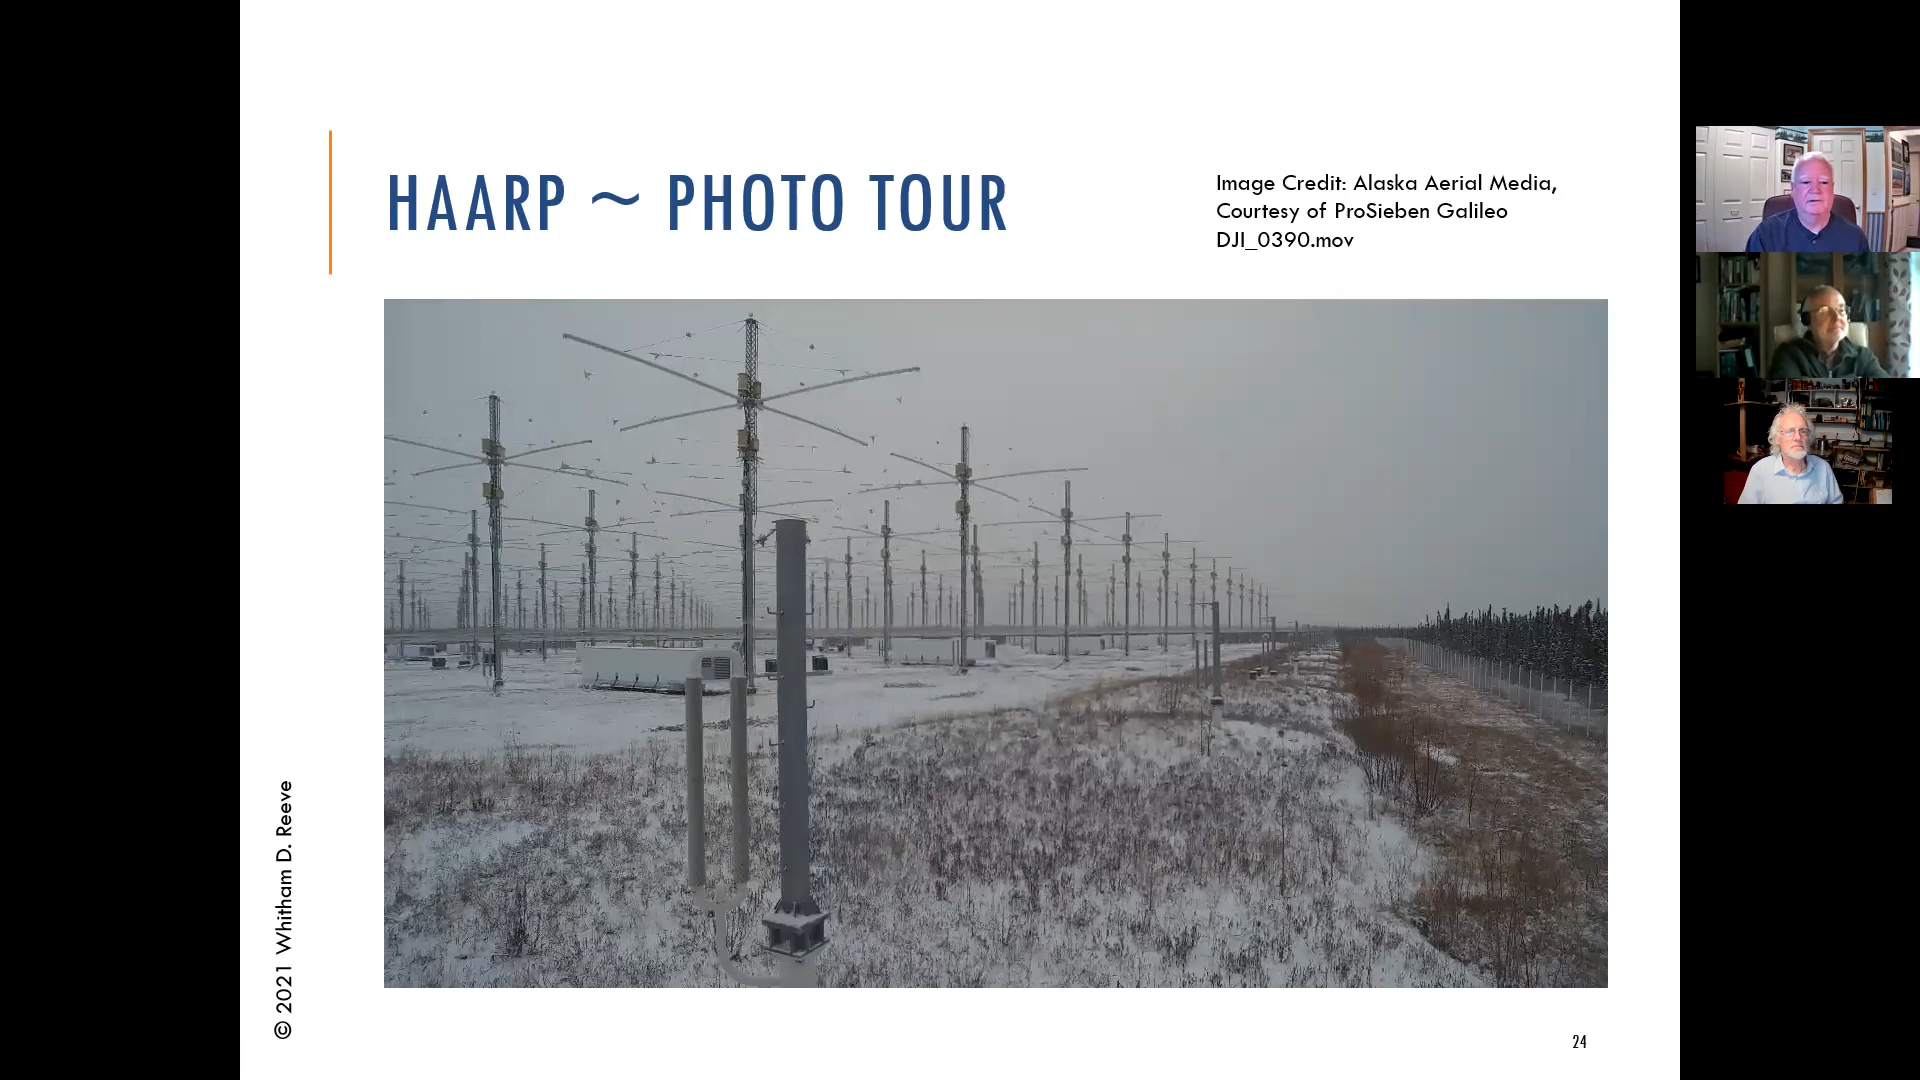 HAARP ~ PHOTO TOUR
Image Credit: Alaska Aerial Media,
Courtesy of ProSieben Galileo
DJI_0390.mov
© 2021 Whitham D. Reeve
24